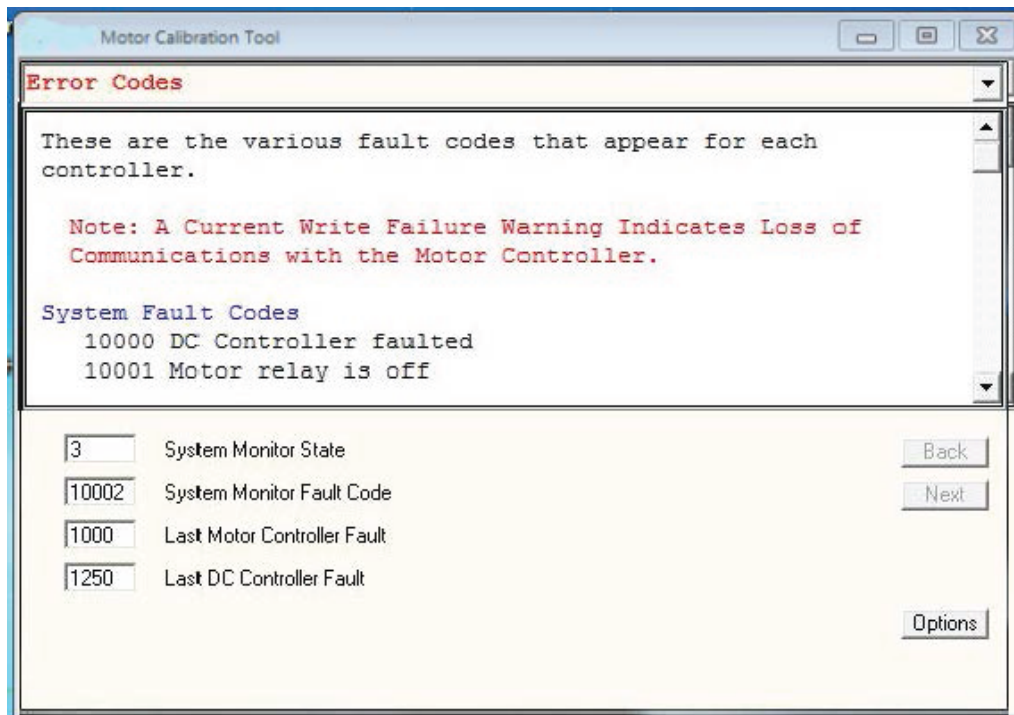 Motor Calibration Tool
Error Codes
These are the various fault codes that appear for each
controller.
Note: A Current Write Failure Warning Indicates Loss of
Communications with the Motor Controller.
System Fault Codes
10000 DC Controller faulted
10001 Motor relay is off
3 System Monitor State
Back
10002 System Monitor Fault Code
Next
1000 Last Motor Controller Fault
1250 Last DC Controller Fault
Options